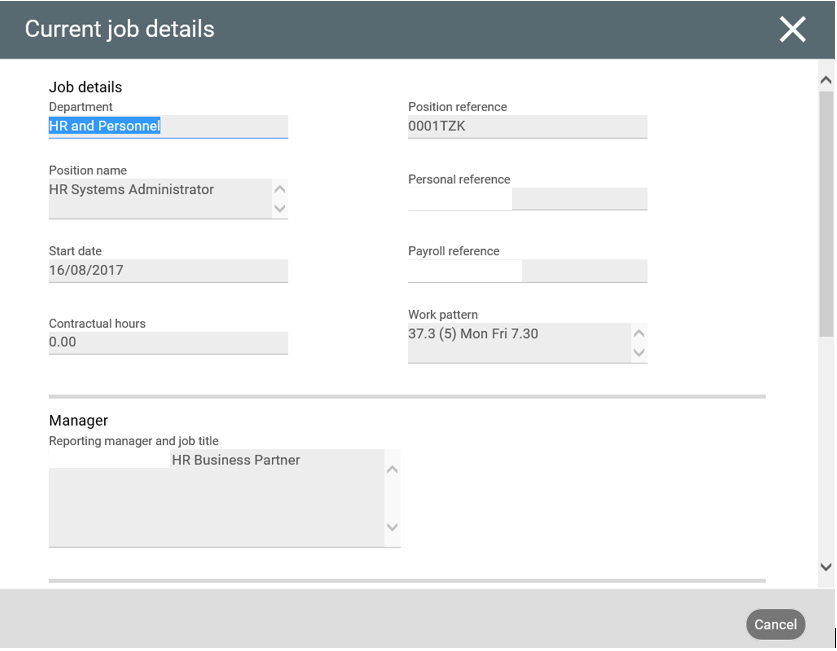 Current job details
Job details
Department
HR and Personnel
Position reference
0001TZK
Position name
HR Systems Administrator
Personal reference
Start date
16/08/2017
Payroll reference
Contractual hours
0.00
Work pattern
37.3 (5) Mon Fri 7.30
Manager
Reporting manager and job title
HR Business Partner
Cancel